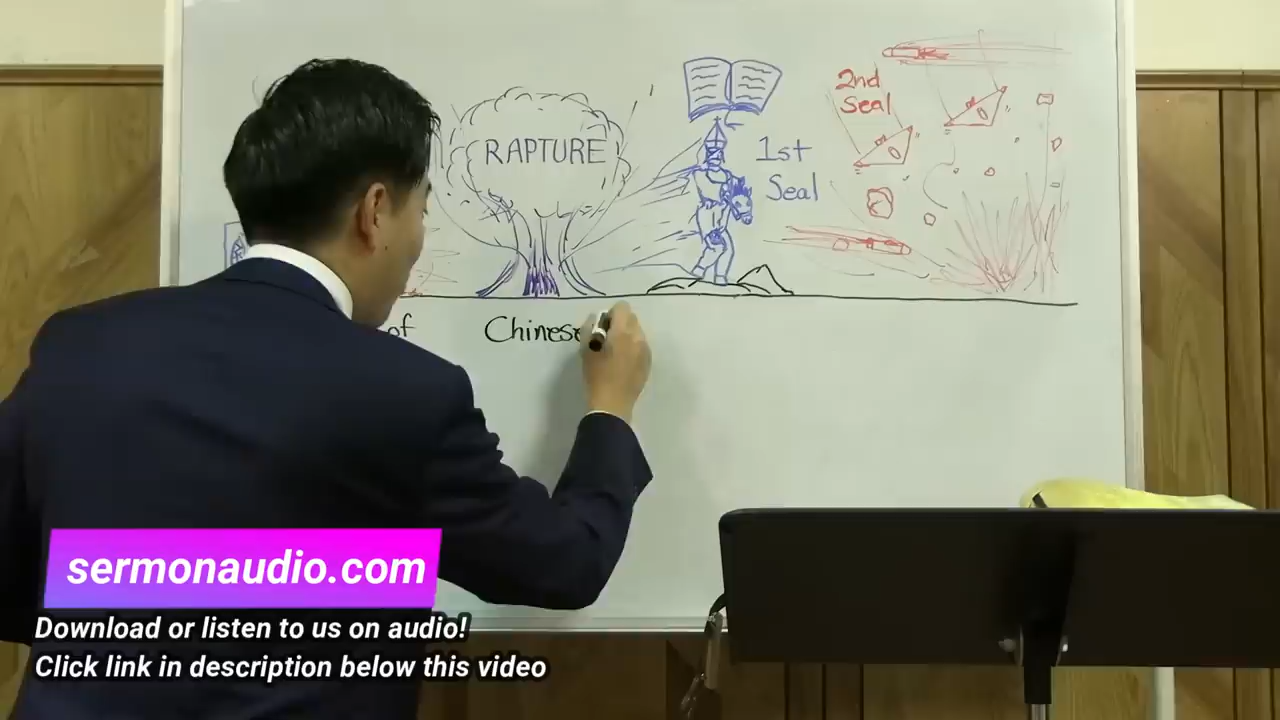 RAPTURE
1st
Seal
2nd
Seal
of
Chinese
sermonaudio.com
Download or listen to us on audio!
Click link in description below this video